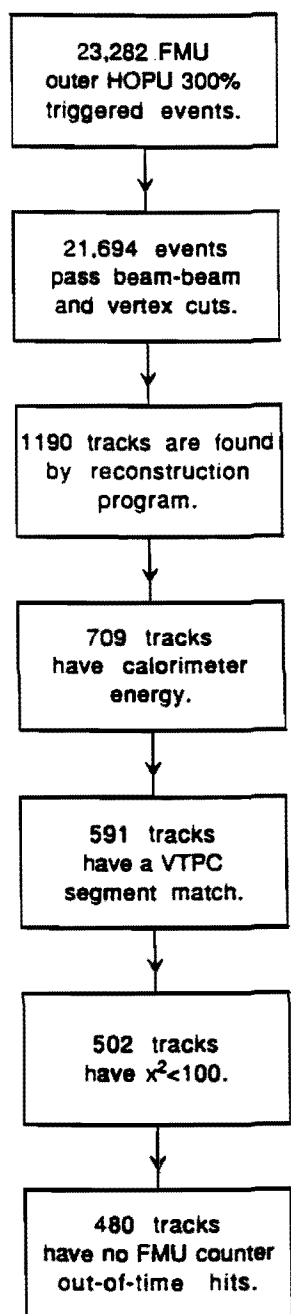 23,282 FMU
outer HOPU 300%
triggered events.
21,694 events
pass beam-beam
and vertex cuts.
1190 tracks are found
by reconstruction
program.
709 tracks
have calorimeter
energy.
591 tracks
have a VTPC
segment match.
502 tracks
have x²<100.
480 tracks
have no FMU counter
out-of-time hits.